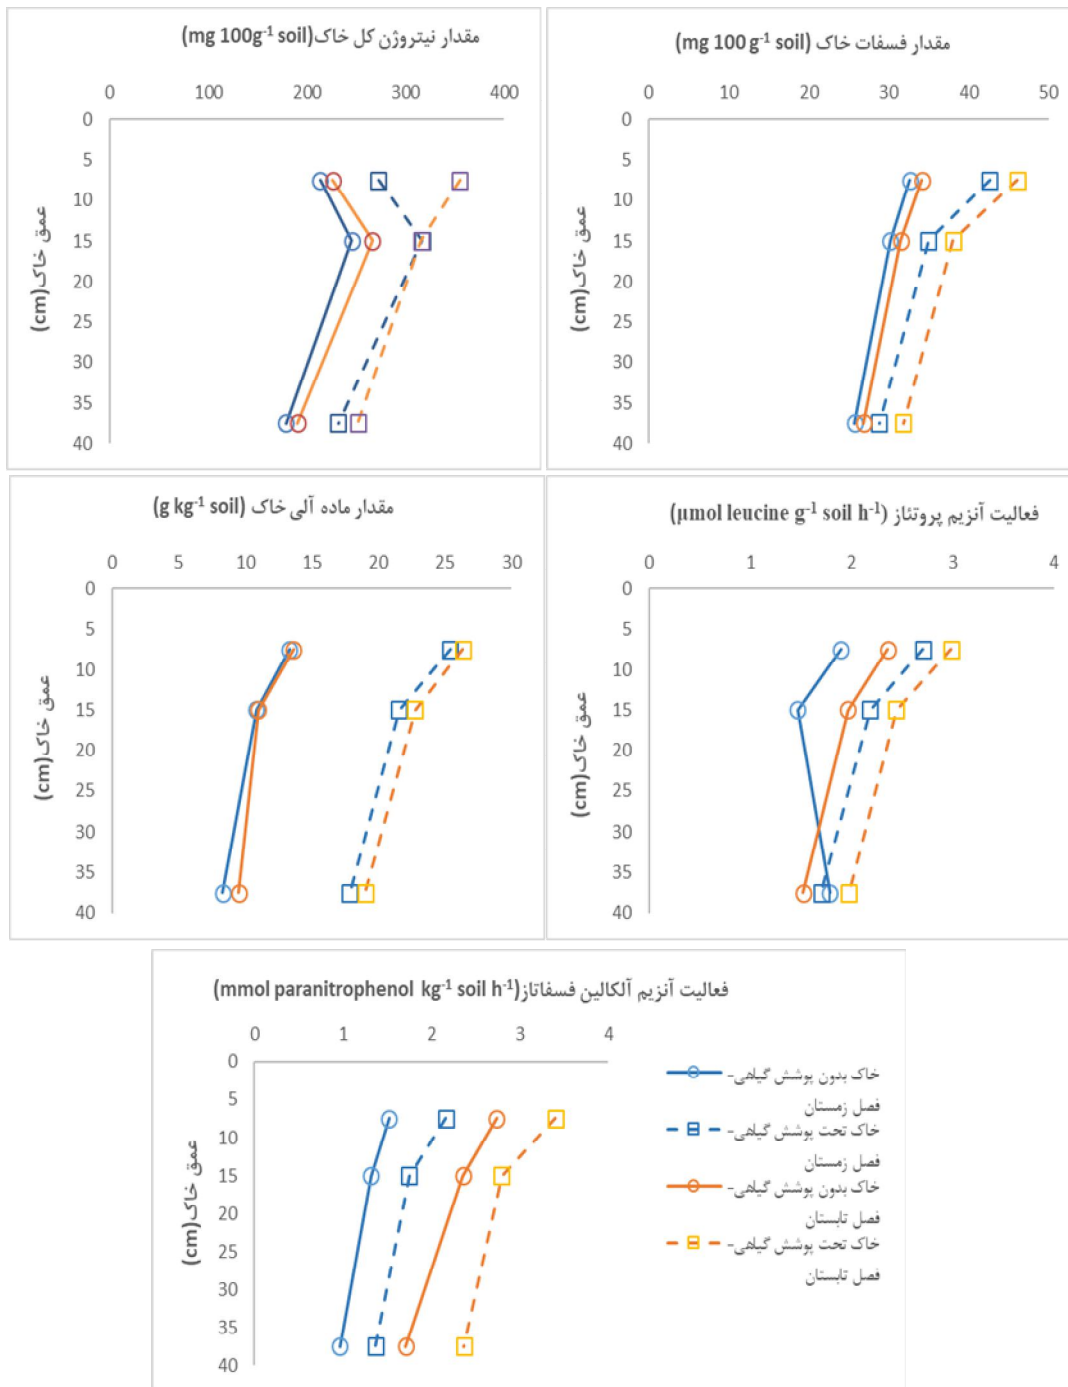 مقدار نیتروژن کل خاک(mg 100g-1 soil)
0 100 200 300 400
0
5
10
15
20
25
30
35
40
عمق خاک(cm)
مقدار فسفات خاک (mg 100 g-1 soil)
0 10 20 30 40 50
0
5
10
15
20
25
30
35
40
عمق خاک(cm)
مقدار ماده آلی خاک (g kg-1 soil)
0 5 10 15 20 25 30
0
5
10
15
20
25
30
35
40
عمق خاک(cm)
فعالیت آنزیم پروتئاز (µmol leucine g-1 soil h-1)
0 1 2 3 4
0
5
10
15
20
25
30
35
40
عمق خاک(cm)
فعالیت آنزیم آلکالین فسفاتاز(mmol paranitrophenol kg-1 soil h-1)
0 1 2 3 4
0
5
10
15
20
25
30
35
40
عمق خاک(cm)
خاک بدون پوشش گیاهی-
فصل زمستان
خاک تحت پوشش گیاهی-
فصل زمستان
خاک بدون پوشش گیاهی-
فصل تابستان
خاک تحت پوشش گیاهی-
فصل تابستان